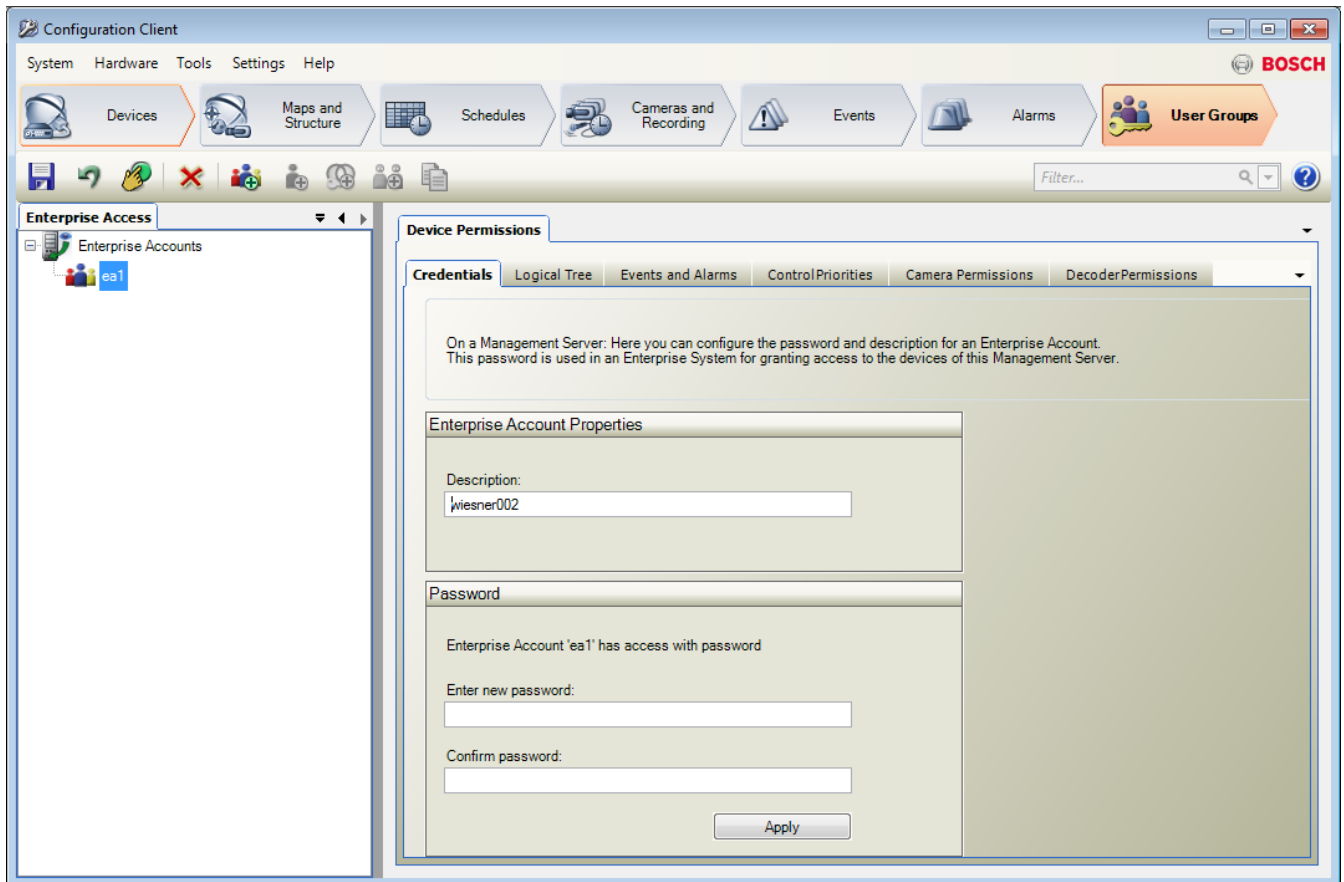 Configuration Client
System Hardware Tools Settings Help
BOSCH
Devices
Maps and
Structure
Schedules
Cameras and
Recording
Events
Alarms
User Groups
Filter...
Enterprise Access
Enterprise Accounts
ea1
Device Permissions
Credentials Logical Tree Events and Alarms ControlPriorities Camera Permissions DecoderPermissions
On a Management Server: Here you can configure the password and description for an Enterprise Account.
This password is used in an Enterprise System for granting access to the devices of this Management Server.
Enterprise Account Properties
Description:
wiesner002
Password
Enterprise Account 'ea1' has access with password
Enter new password:
Confirm password:
Apply